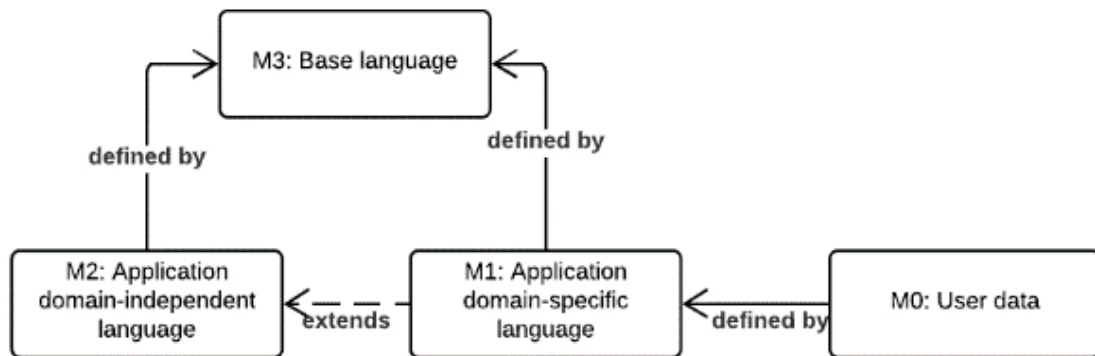 M3: Base language
defined by
defined by
M2: Application
domain-independent
language
extends
M1: Application
domain-specific
language
defined by
M0: User data